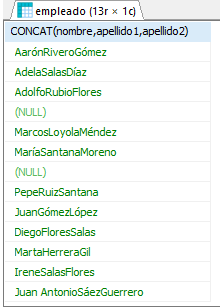 empleado (13r × 1c)
CONCAT(nombre,apellido1,apellido2)
AarónRiveroGómez
AdelaSalasDíaz
AdolfoRubioFlores
(NULL)
MarcosLoyolaMéndez
MaríaSantanaMoreno
(NULL)
PepeRuizSantana
JuanGómezLópez
DiegoFloresSalas
MartaHerreraGil
IreneSalasFlores
Juan AntonioSáezGuerrero